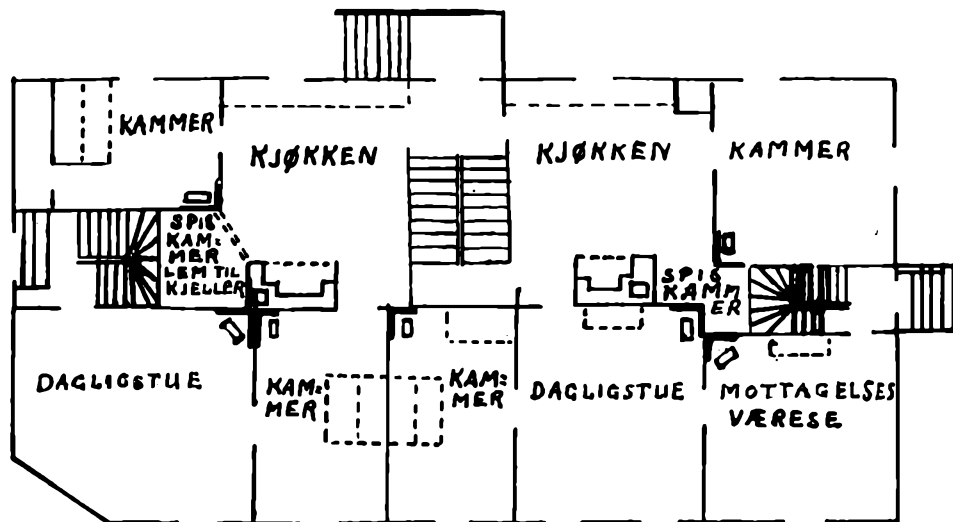 KAMMER
KJØKKEN
KJØKKEN
KAMMER
SPIS
KAM=
MER
LEM TIL
KJELLER
SPIS
KAMM
ER
DAGLIGSTUE
KAM=
MER
KAM=
MER
DAGLIGSTUE
MOTTAGELSES
VÆRESE